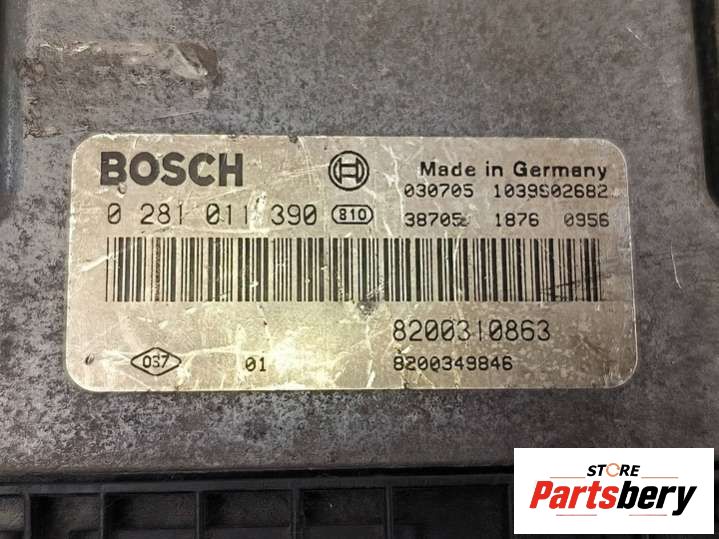 BOSCH
Made in Germany
030705 1039S02682
0 281 011 390 810 38705 1876 0956
8200310863
037 01 8200349846
STORE
Partsbery